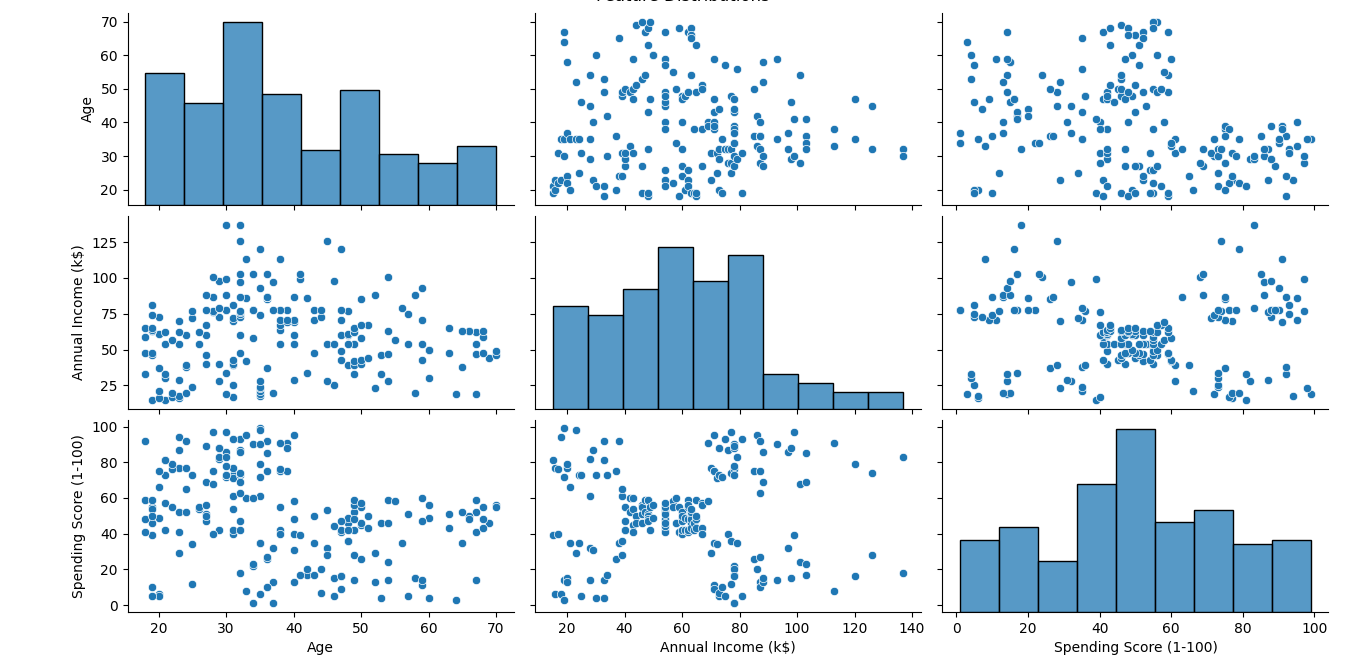 Feature Distributions
70
60
50
40
30
20
Age
125
100
75
50
25
Annual Income (k$)
100
80
60
40
20
0
Spending Score (1-100)
20 30 40 50 60 70
20 40 60 80 100 120 140
0 20 40 60 80 100
Age
Annual Income (k$)
Spending Score (1-100)